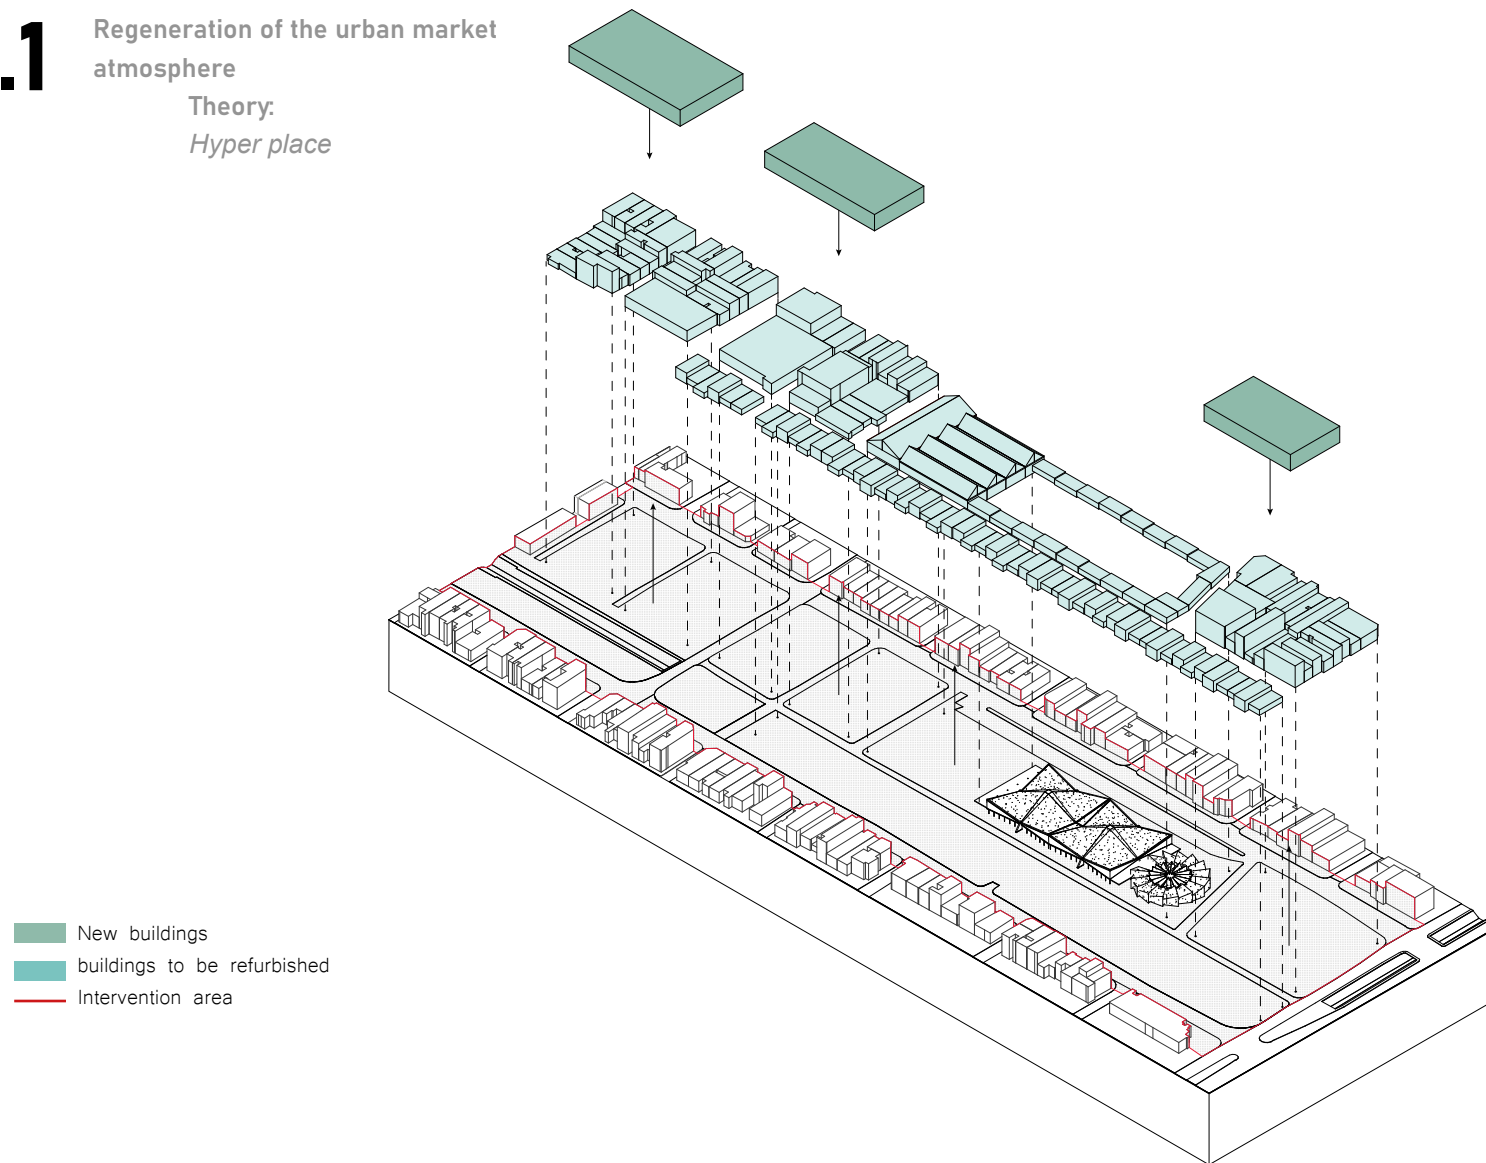 .1
Regeneration of the urban market
atmosphere
Theory:
Hyper place
New buildings
buildings to be refurbished
Intervention area